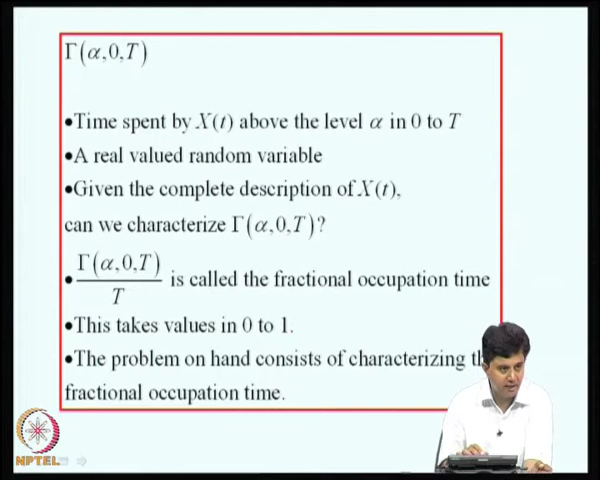 Γ(α,0,T)
•Time spent by X(t) above the level α in 0 to T
•A real valued random variable
•Given the complete description of X(t),
can we characterize Γ(α,0,T)?
•Γ(α,0,T)/T is called the fractional occupation time
•This takes values in 0 to 1.
•The problem on hand consists of characterizing
fractional occupation time.
NPTEL